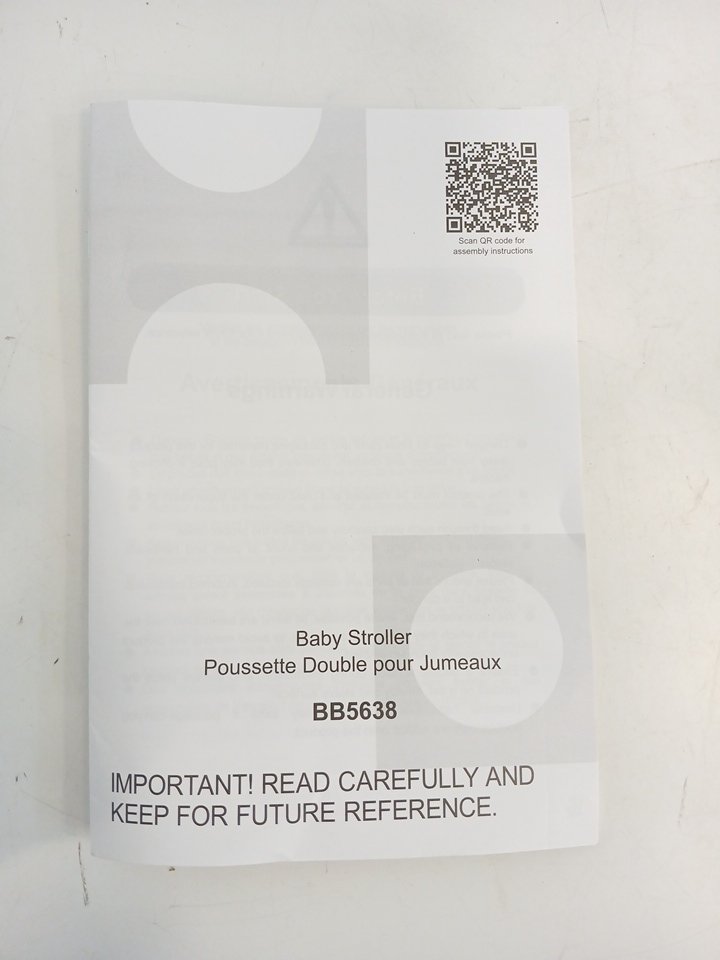 Scan QR code for
assembly instructions
Baby Stroller
Poussette Double pour Jumeaux
BB5638
IMPORTANT! READ CAREFULLY AND
KEEP FOR FUTURE REFERENCE.